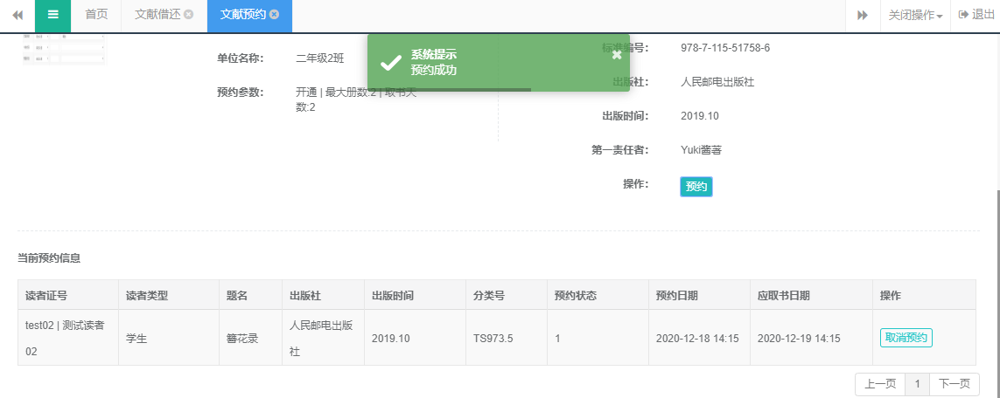 首页
文献借还
文献预约
关闭操作
退出
系统提示
预约成功
单位名称：
二年级2班
预约参数：
开通 | 最大册数:2 | 取书天
数:2
标准编号：
978-7-115-51758-6
出版社：
人民邮电出版社
出版时间：
2019.10
第一责任者：
Yuki酱菩
操作：
预约
当前预约信息
读者证号 读者类型 题名 出版社 出版时间 分类号 预约状态 预约日期 应取书日期 操作
test02 | 测试读者
02
学生
簪花录
人民邮电出版
社
2019.10
TS973.5
1
2020-12-18 14:15
2020-12-19 14:15
取消预约
上一页 1 下一页